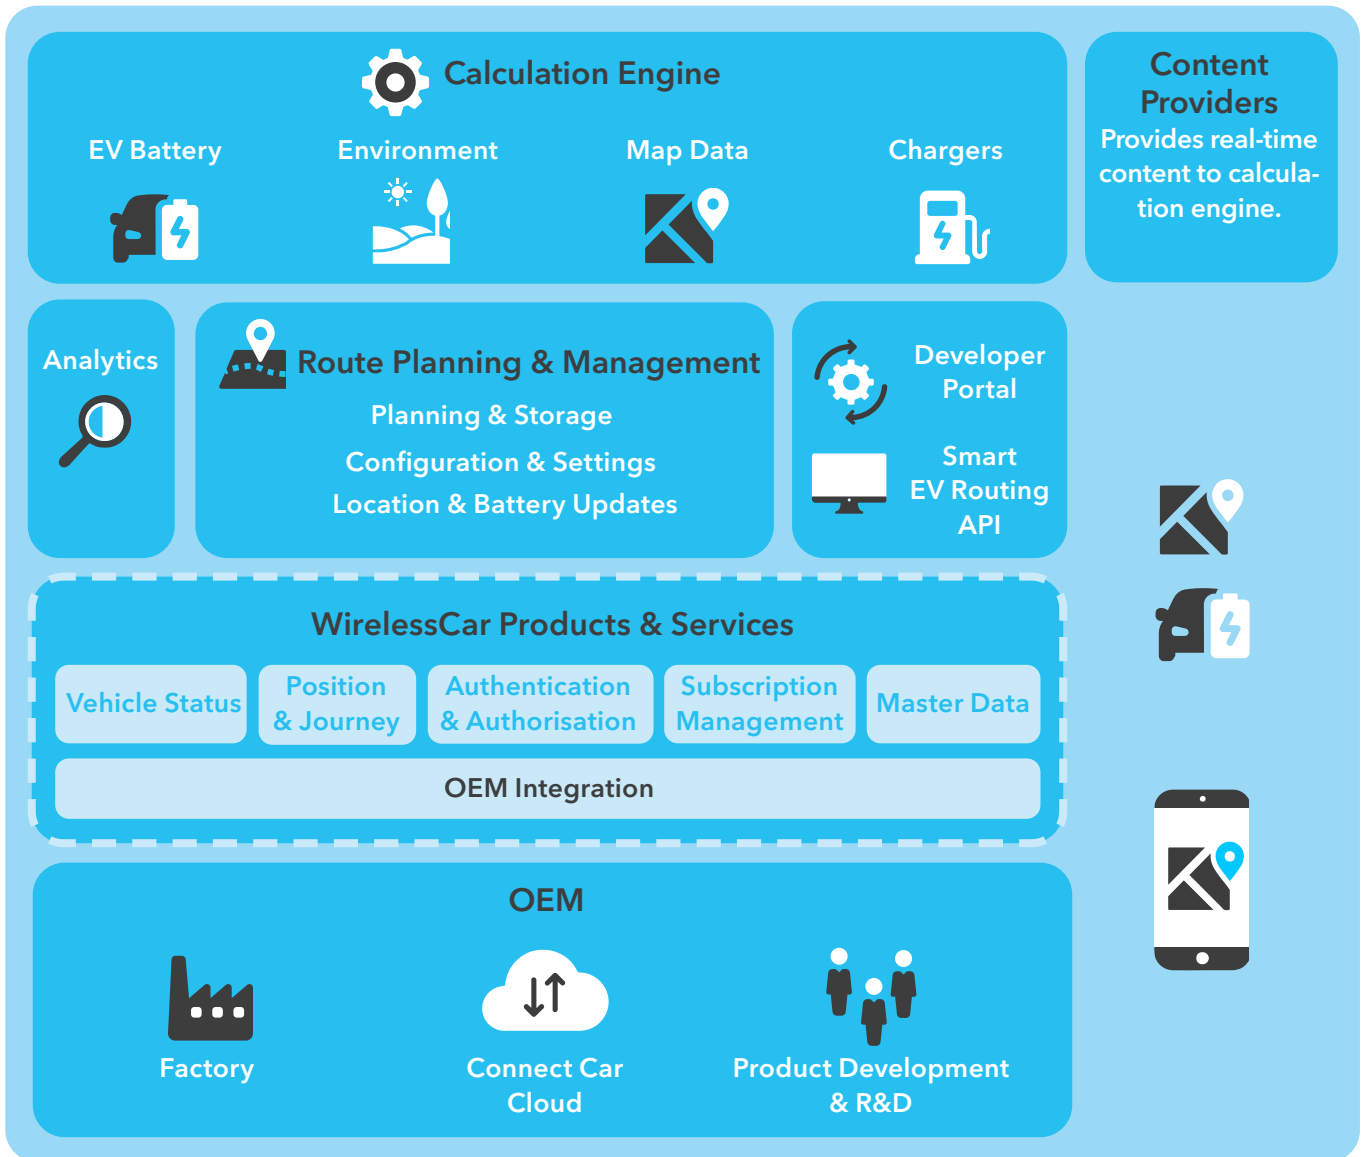 Calculation Engine
EV Battery
Environment
Map Data
Chargers
Content
Providers
Provides real-time
content to calcula-
tion engine.
Analytics
Route Planning & Management
Planning & Storage
Configuration & Settings
Location & Battery Updates
Developer
Portal
Smart
EV Routing
API
WirelessCar Products & Services
Vehicle Status
Position
& Journey
Authentication
& Authorisation
Subscription
Management
Master Data
OEM Integration
OEM
Factory
Connect Car
Cloud
Product Development
& R&D